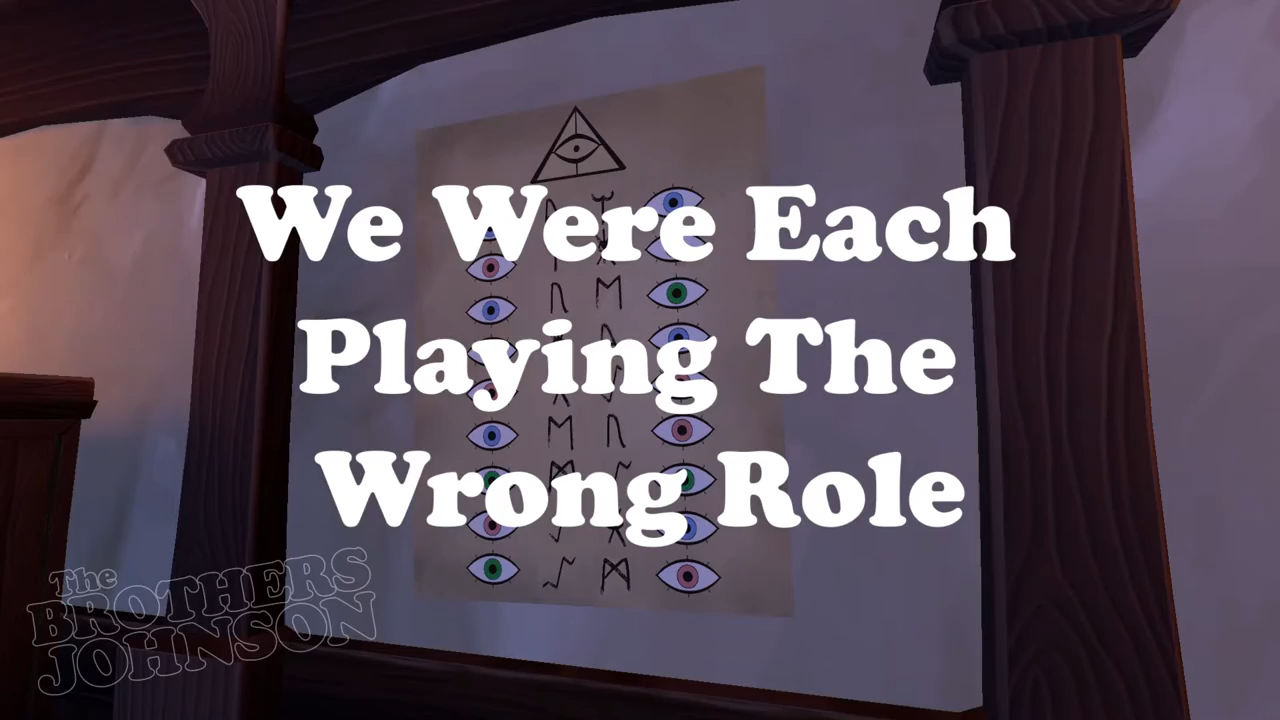 We Were Each
Playing The
Wrong Role
The
BROTHERS
JOHNSON